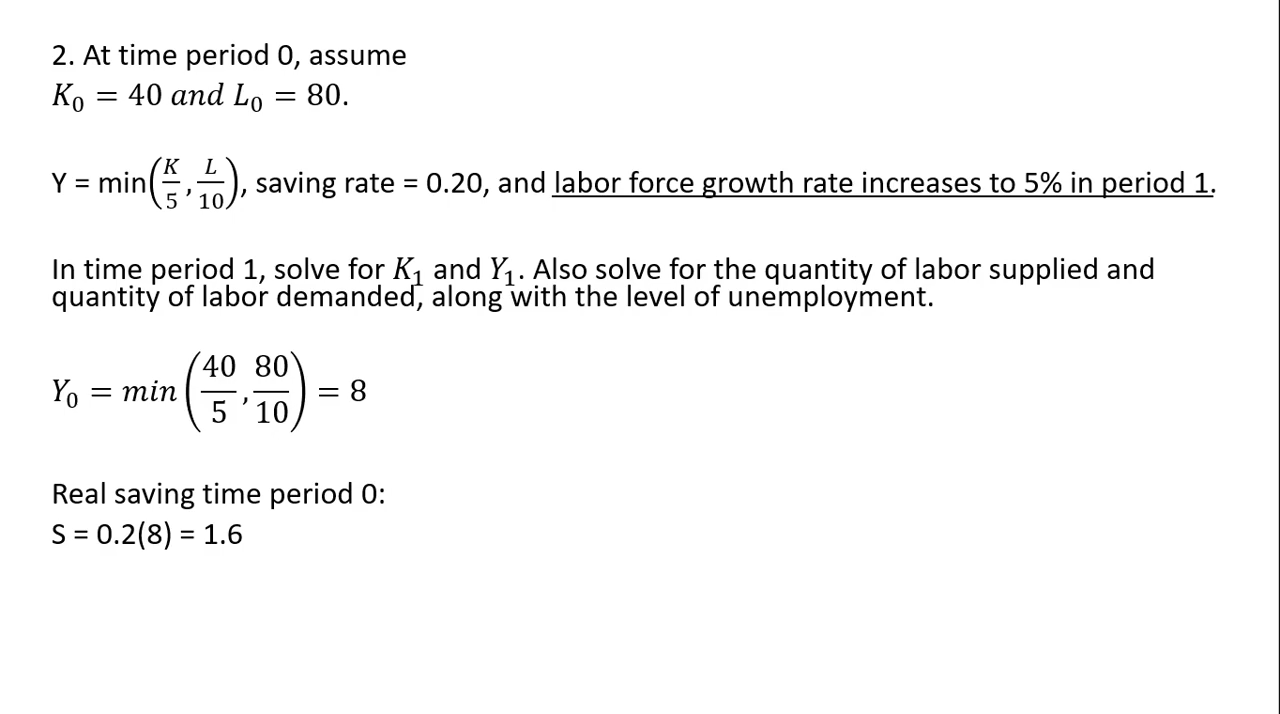 2. At time period 0, assume
K₀ = 40 and L₀ = 80.
Y = min(K/5, L/10), saving rate = 0.20, and labor force growth rate increases to 5% in period 1.
In time period 1, solve for K₁ and Y₁. Also solve for the quantity of labor supplied and
quantity of labor demanded, along with the level of unemployment.
Y₀ = min(40/5, 80/10) = 8
Real saving time period 0:
S = 0.2(8) = 1.6